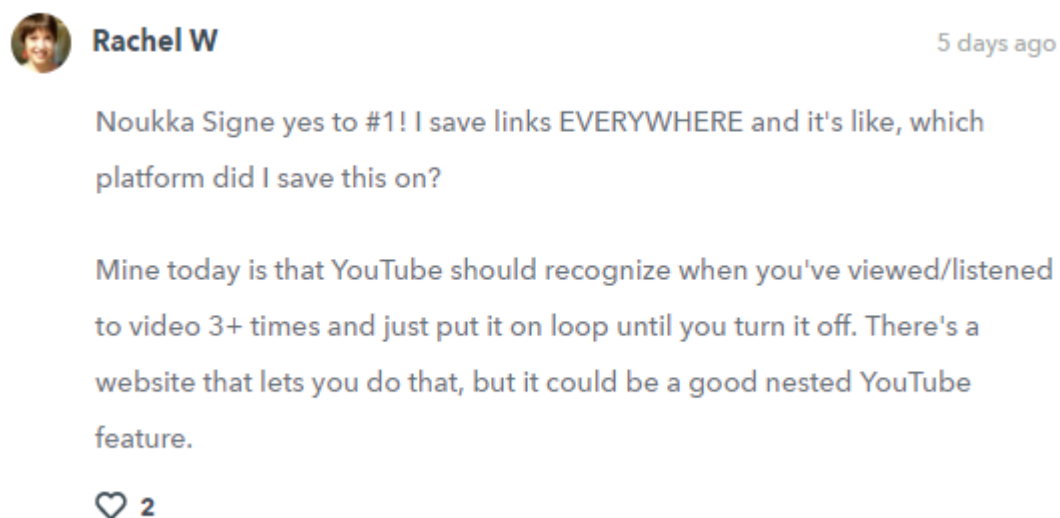 Rachel W
5 days ago
Noukka Signe yes to #1! I save links EVERYWHERE and it's like, which
platform did I save this on?
Mine today is that YouTube should recognize when you've viewed/listened
to video 3+ times and just put it on loop until you turn it off. There's a
website that lets you do that, but it could be a good nested YouTube
feature.
2